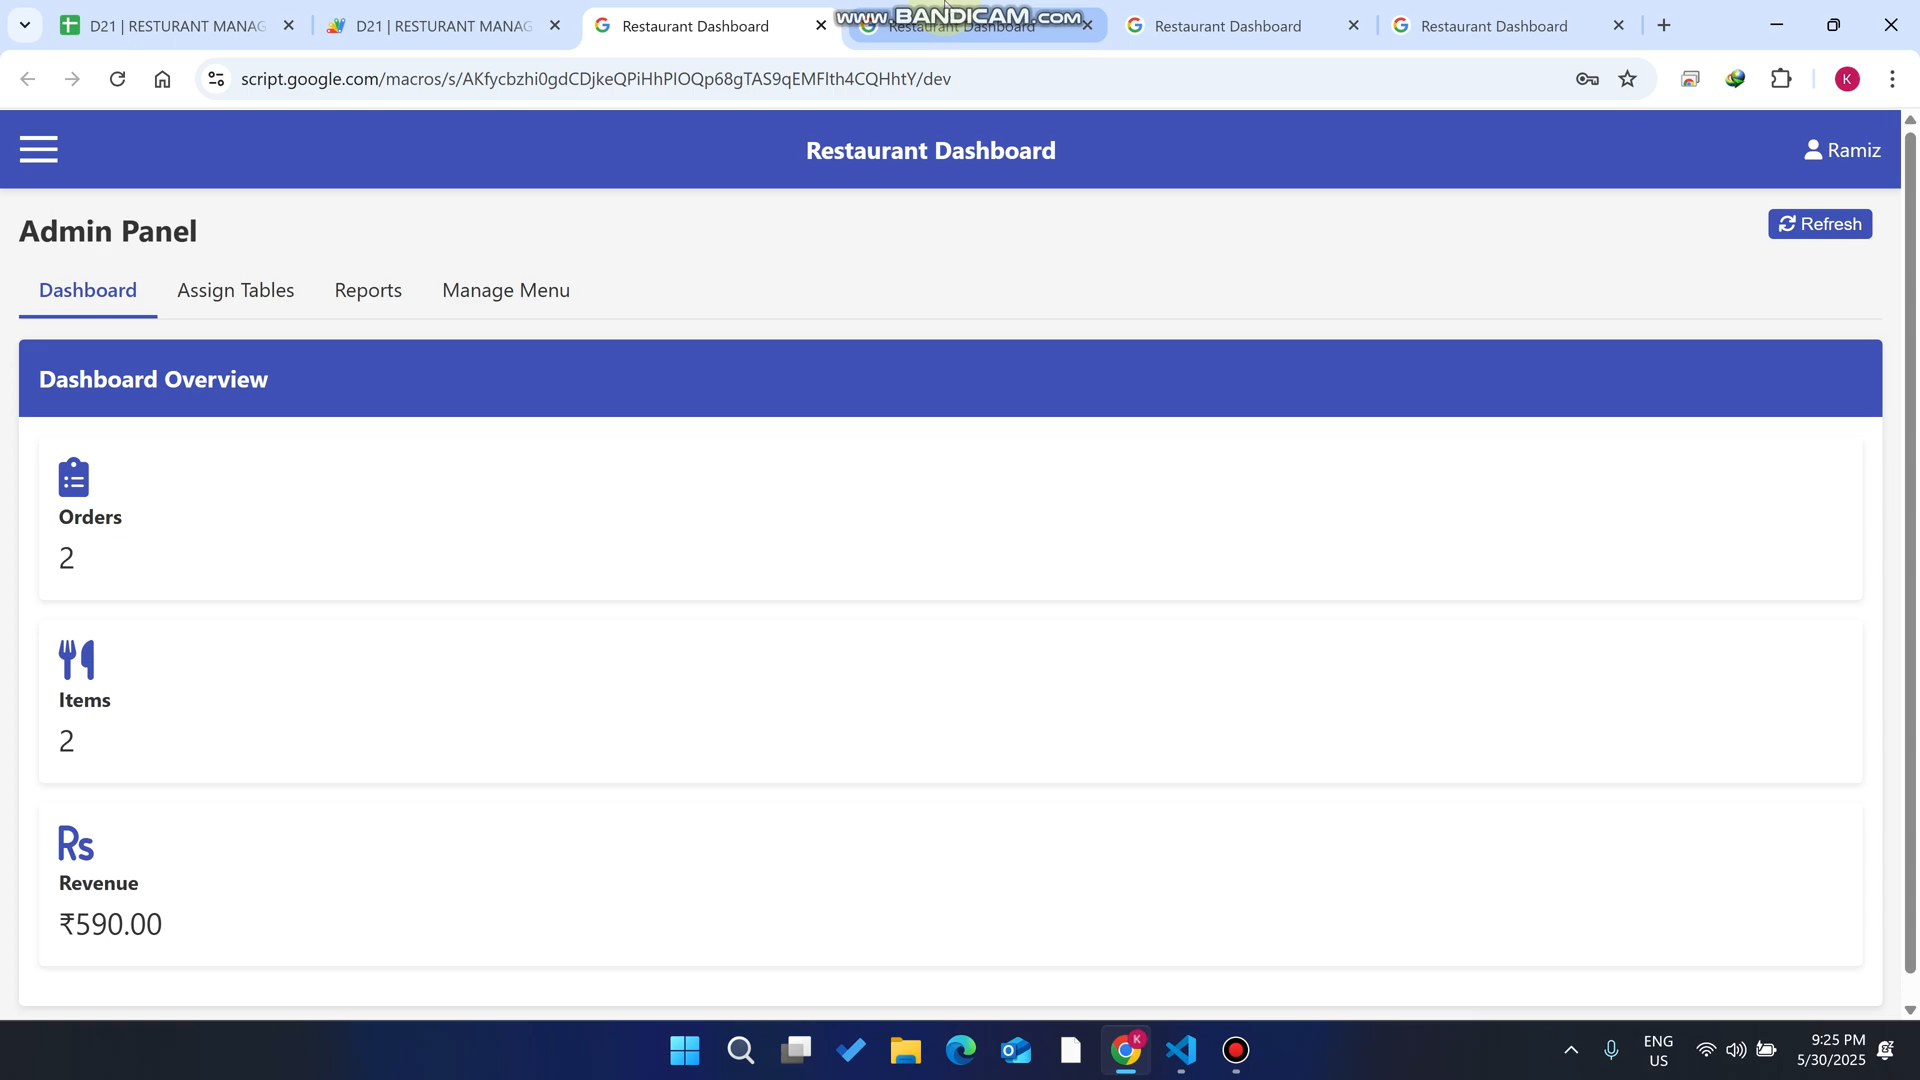 D21 | RESTURANT MANAG
D21 | RESTURANT MANAG
Restaurant Dashboard
Restaurant Dashboard
Restaurant Dashboard
Restaurant Dashboard
www.BANDICAM.com
script.google.com/macros/s/AKfycbzhi0gdCDjkeQPiHhPIOQp68gTAS9qEMFlth4CQHhtY/dev
K
Restaurant Dashboard
Ramiz
Admin Panel
Refresh
Dashboard
Assign Tables
Reports
Manage Menu
Dashboard Overview
Orders
2
Items
2
Rs
Revenue
₹590.00
K
ENG
US
9:25 PM
5/30/2025